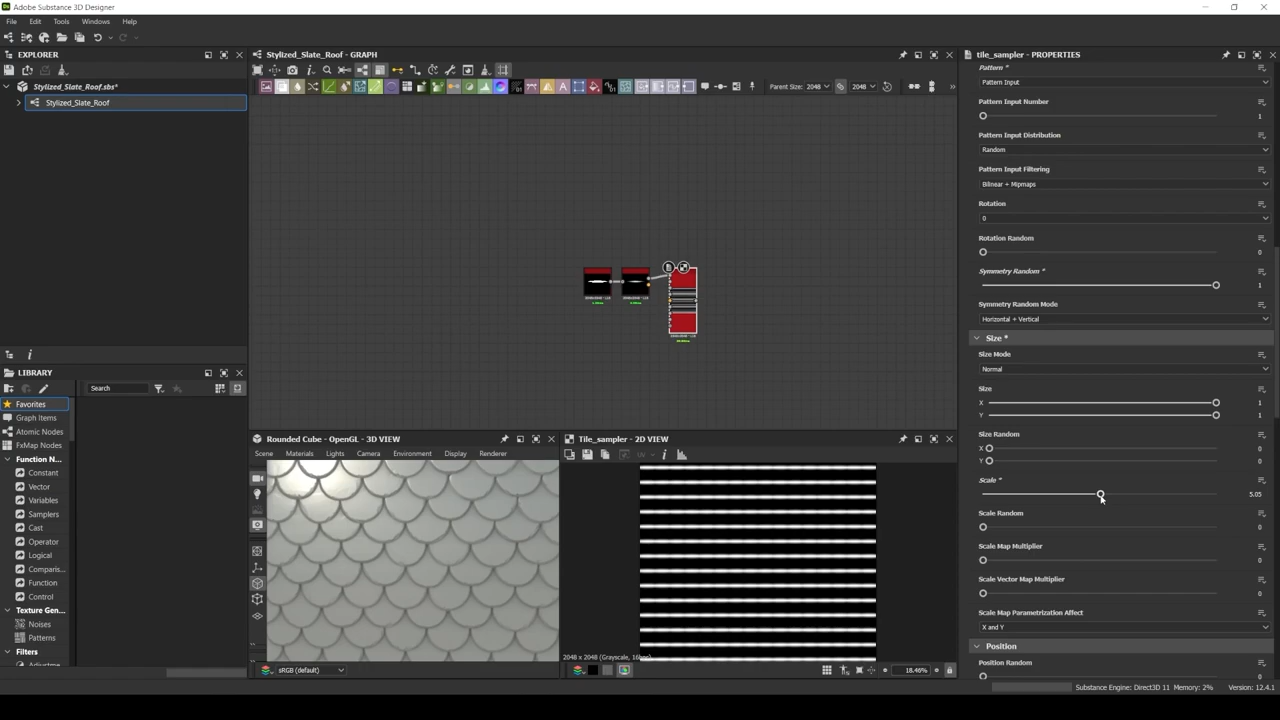 Adobe Substance 3D Designer
File Edit Tools Windows Help
EXPLORER
Stylized_Slate_Roof.sbs*
Stylized_Slate_Roof
Stylized_Slate_Roof - GRAPH
Parent Size: 2048 2048
LIBRARY
Search
Favorites
Graph Items
Atomic Nodes
FxMap Nodes
Function N...
Constant
Vector
Variables
Samplers
Cast
Operator
Logical
Comparis...
Function
Control
Texture Gen...
Noises
Patterns
Filters
Rounded Cube - OpenGL - 3D VIEW
Scene Materials Lights Camera Environment Display Renderer
sRGB (default)
Tile_sampler - 2D VIEW
UV
2048 x 2048 (Grayscale, 16bpc)
18.46%
tile_sampler - PROPERTIES
Pattern *
Pattern Input
Pattern Input Number
1
Pattern Input Distribution
Random
Pattern Input Filtering
Bilinear + Mipmaps
Rotation
0
Rotation Random
0
Symmetry Random *
1
Symmetry Random Mode
Horizontal + Vertical
Size *
Size Mode
Normal
Size
X 1
Y 1
Size Random
X 0
Y 0
Scale *
5.05
Scale Random
0
Scale Map Multiplier
0
Scale Vector Map Multiplier
0
Scale Map Parametrization Affect
X and Y
Position
Position Random
0
Substance Engine: Direct3D 11 Memory: 2% Version: 12.4.1